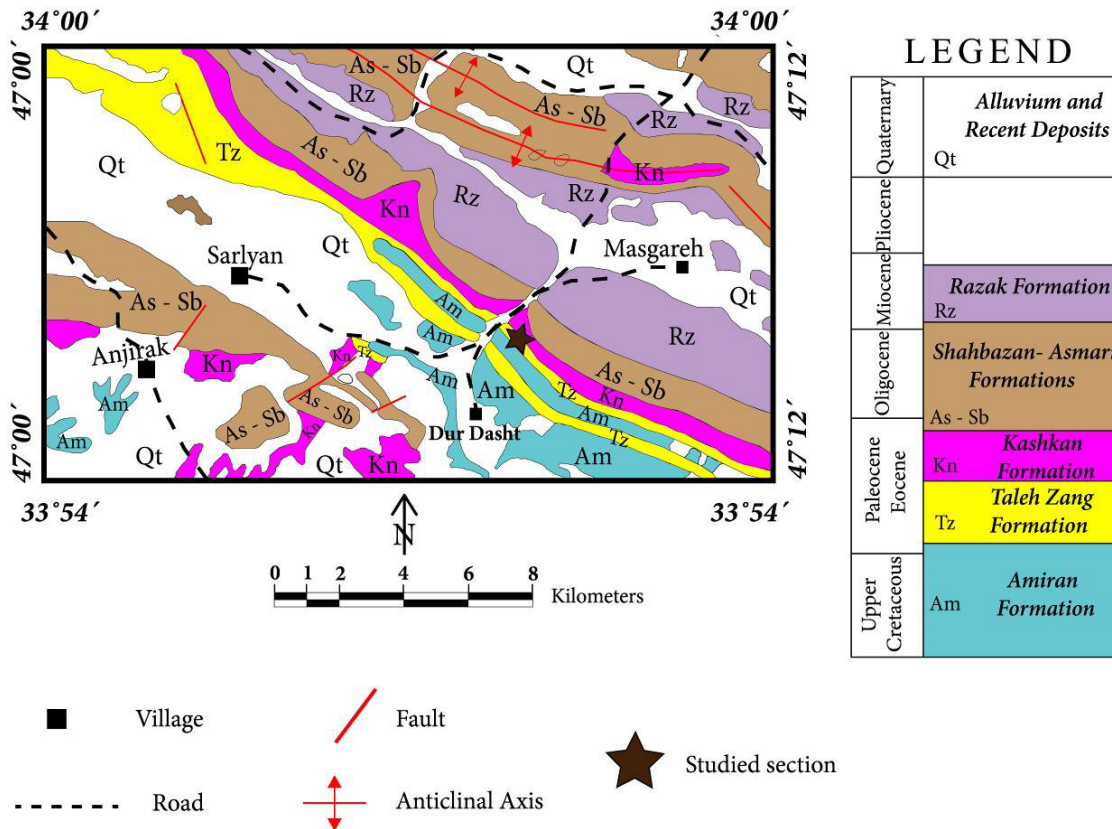 34°00′ 34°00′
47°00′
47°12′
As - Sb
Qt
Rz
As - Sb
Rz
Rz
Tz
As - Sb
Kn
Qt
Rz
Rz
Kn
Qt
Masgareh
Sarlyan
Qt
Am
As - Sb
Am
Rz
Anjirak
Kn
Kn
Tz
Am
As - Sb
Am
Tz
Kn
Am
As - Sb
Am
As - Sb
Dur Dasht
Tz
Am
Kn
Qt
Qt
Kn
Am
47°00′
47°12′
33°54′ 33°54′
N
0 1 2 4 6 8
Kilometers
LEGEND
Quaternary
Alluvium and
Recent Deposits
Qt
Pliocene
Miocene
Razak Formation
Rz
Oligocene
Shahbazan- Asmari
Formations
As - Sb
Paleocene
Eocene
Kashkan
Kn Formation
Taleh Zang
Tz Formation
Upper
Cretaceous
Amiran
Am Formation
Village
Fault
Studied section
Road
Anticlinal Axis